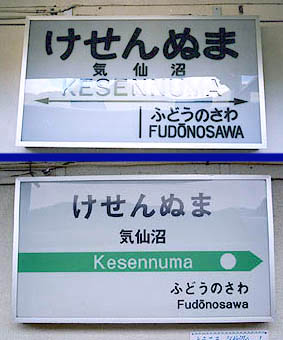 けせんぬま
気仙沼
KESENNUMA
ふどうのさわ
FUDŌNOSAWA
けせんぬま
気仙沼
Kesennuma
ふどうのさわ
Fudōnosawa